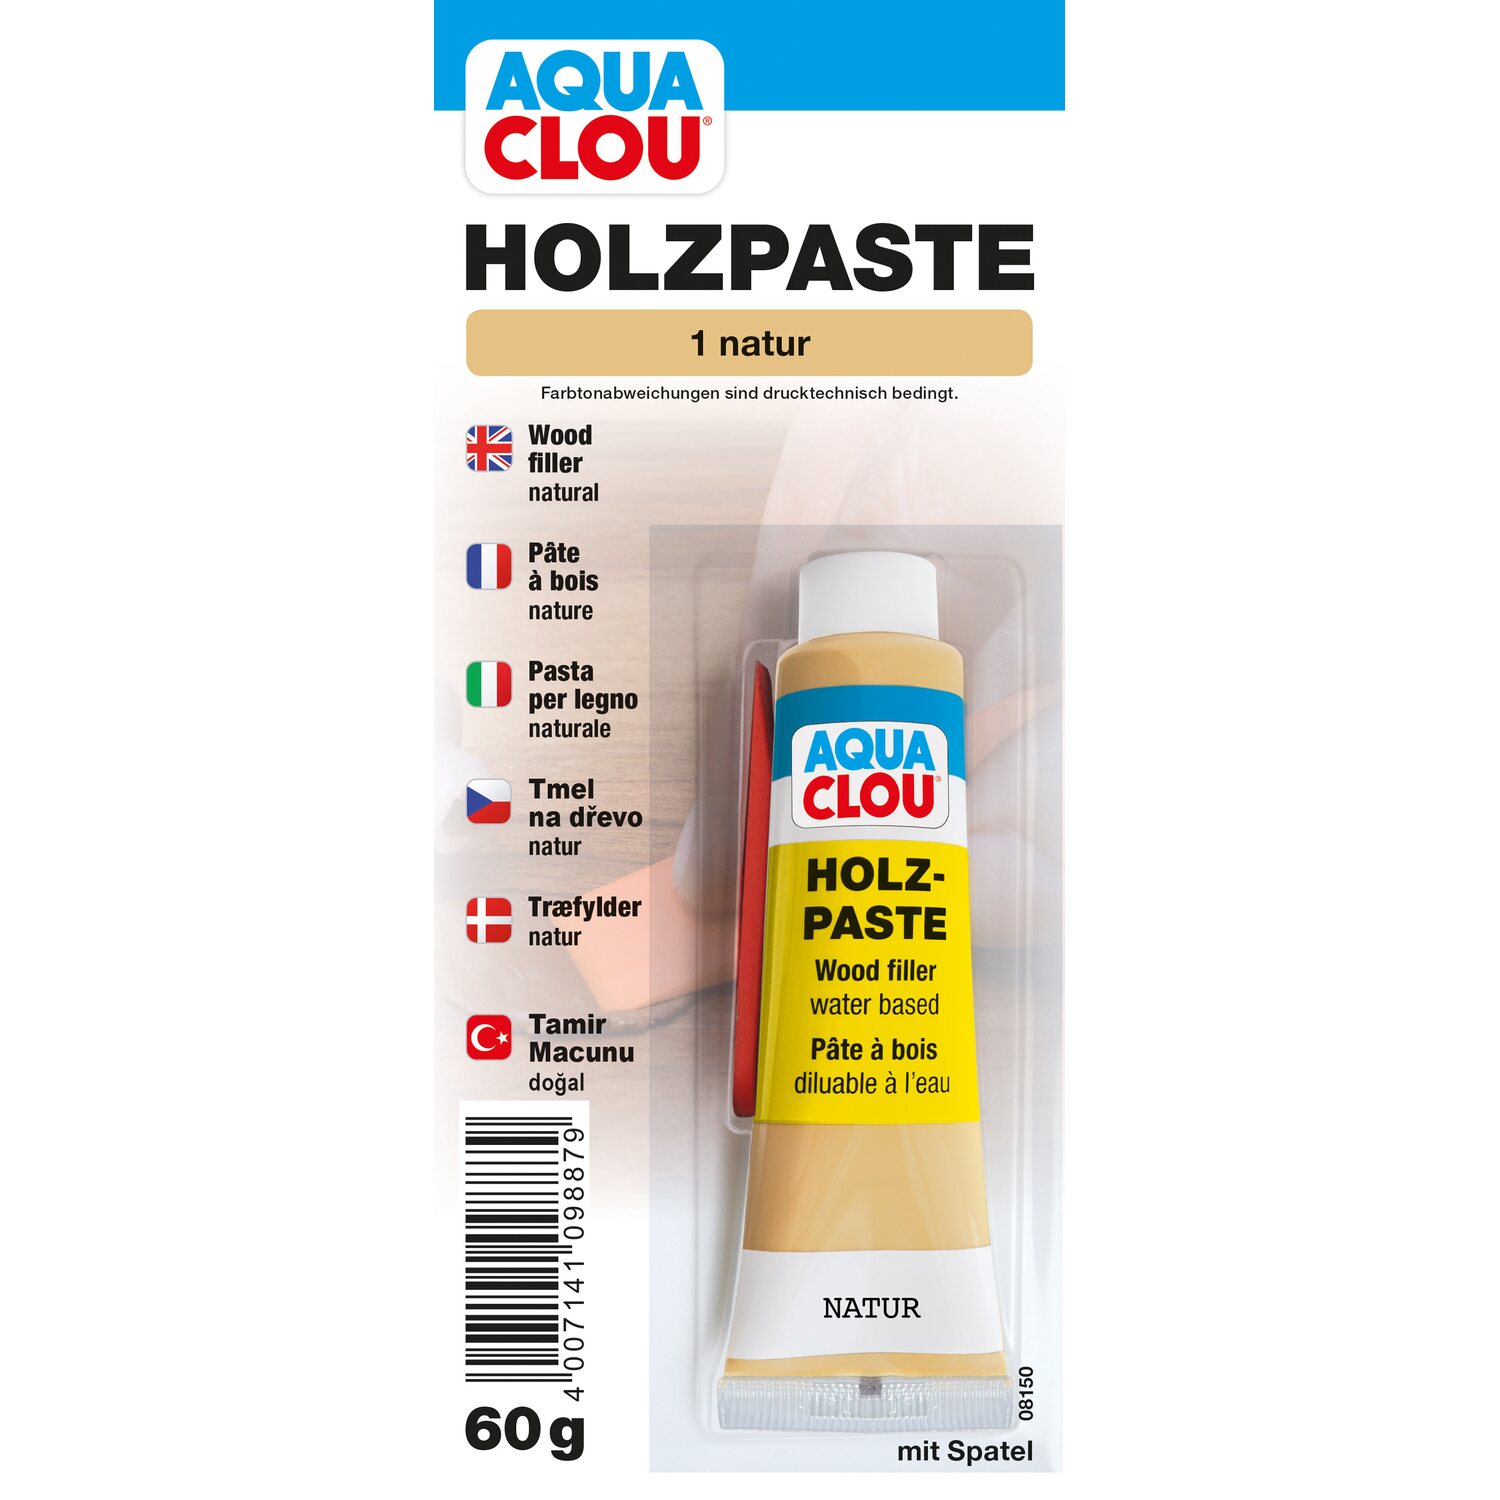 AQUA
CLOU®
HOLZPASTE
1 natur
Farbtonabweichungen sind drucktechnisch bedingt.
Wood
filler
natural
Pâte
à bois
nature
Pasta
per legno
naturale
Tmel
na dřevo
natur
Træfylder
natur
Tamir
Macunu
doğal
4 007141 098879
60 g
AQUA
CLOU®
HOLZ-
PASTE
Wood filler
water based
Pâte à bois
diluable à l'eau
NATUR
08150
mit Spatel